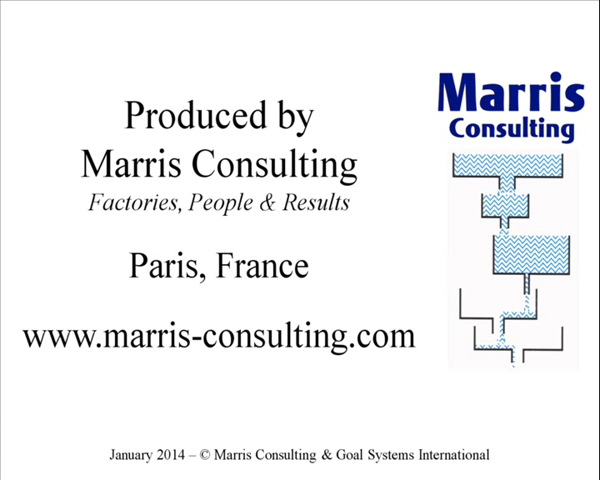 Produced by
Marris Consulting
Factories, People & Results
Paris, France
www.marris-consulting.com
Marris
Consulting
January 2014 – © Marris Consulting & Goal Systems International